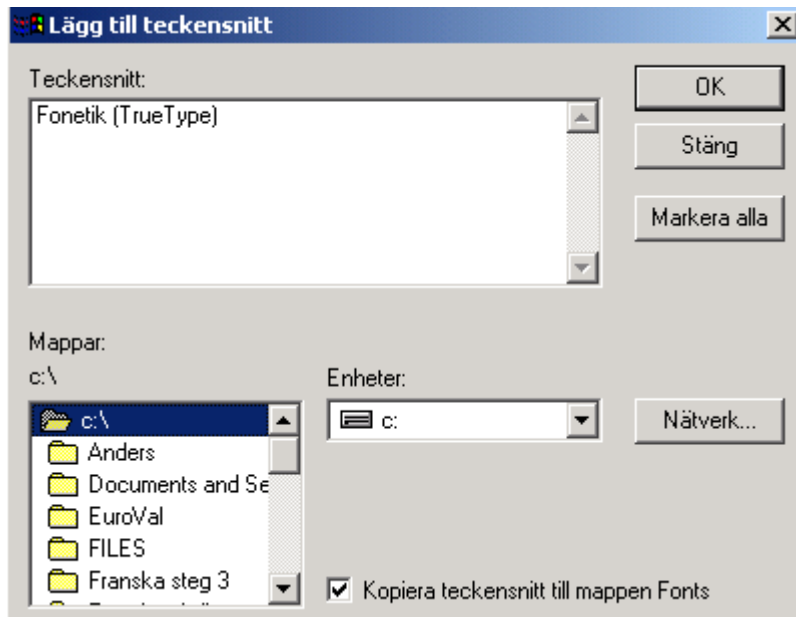 Lägg till teckensnitt
Teckensnitt:
Fonetik (TrueType)
OK
Stäng
Markera alla
Mappar:
c:\
Enheter:
c:\
Anders
Documents and Se
EuroVal
FILES
Franska steg 3
c:
Nätverk...
Kopiera teckensnitt till mappen Fonts